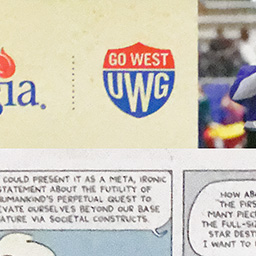 gia.
GO WEST
UWG
COULD PRESENT IT AS A META, IRONIC
STATEMENT ABOUT THE FUTILITY OF
HUMANKIND'S PERPETUAL QUEST TO
EVATE OURSELVES BEYOND OUR BASE
NATURE VIA SOCIETAL CONSTRUCTS.
HOW AB
THE FIRS
MANY PIEC
THE FULL-SIZ
STAR DEST
I WANT TO